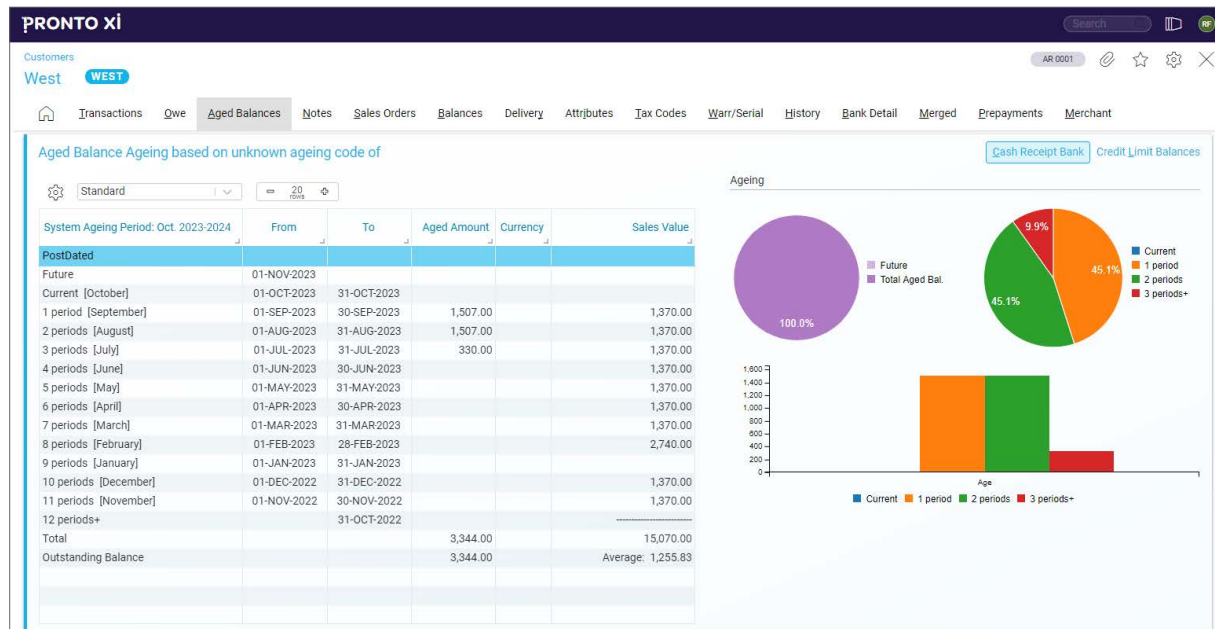 PRONTO Xi
Search
RF
Customers
West WEST
AR 0001
Transactions Owe Aged Balances Notes Sales Orders Balances Delivery Attributes Tax Codes Warr/Serial History Bank Detail Merged Prepayments Merchant
Aged Balance Ageing based on unknown ageing code of
Cash Receipt Bank Credit Limit Balances
Standard
20
rows
System Ageing Period: Oct. 2023-2024 From To Aged Amount Currency Sales Value
PostDated
Future 01-NOV-2023
Current [October] 01-OCT-2023 31-OCT-2023
1 period [September] 01-SEP-2023 30-SEP-2023 1,507.00 1,370.00
2 periods [August] 01-AUG-2023 31-AUG-2023 1,507.00 1,370.00
3 periods [July] 01-JUL-2023 31-JUL-2023 330.00 1,370.00
4 periods [June] 01-JUN-2023 30-JUN-2023 1,370.00
5 periods [May] 01-MAY-2023 31-MAY-2023 1,370.00
6 periods [April] 01-APR-2023 30-APR-2023 1,370.00
7 periods [March] 01-MAR-2023 31-MAR-2023 1,370.00
8 periods [February] 01-FEB-2023 28-FEB-2023 2,740.00
9 periods [January] 01-JAN-2023 31-JAN-2023
10 periods [December] 01-DEC-2022 31-DEC-2022 1,370.00
11 periods [November] 01-NOV-2022 30-NOV-2022 1,370.00
12 periods+ 31-OCT-2022 -------------------------
Total 3,344.00 15,070.00
Outstanding Balance 3,344.00 Average: 1,255.83
Ageing
100.0%
Future
Total Aged Bal.
9.9%
45.1%
45.1%
Current
1 period
2 periods
3 periods+
1,600
1,400
1,200
1,000
800
600
400
200
0
Age
Current 1 period 2 periods 3 periods+